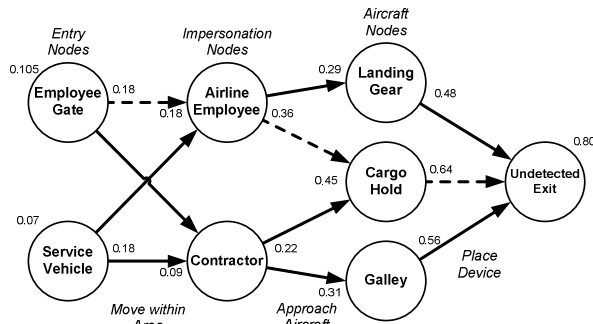 Entry
Nodes
Impersonation
Nodes
Aircraft
Nodes
0.105
Employee
Gate
0.18
0.18
Airline
Employee
0.36
0.29
Landing
Gear
0.48
0.45
Cargo
Hold
0.64
0.80
Undetected
Exit
0.07
Service
Vehicle
0.18
0.09
Contractor
0.22
0.31
Galley
0.56
Place
Device
Move within
Area
Approach
Aircraft